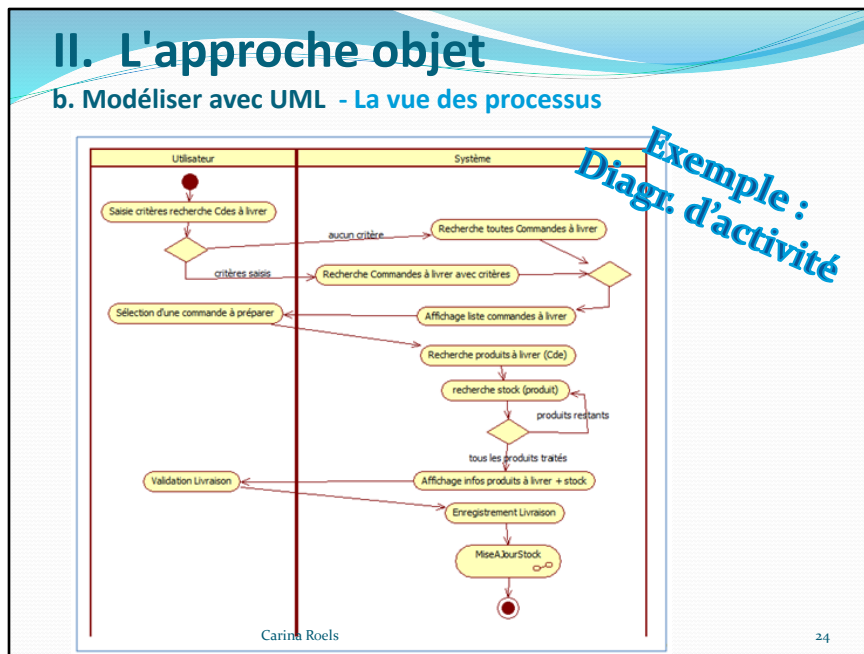 II. L'approche objet
b. Modéliser avec UML - La vue des processus
Exemple :
Diagr. d'activité
Utilisateur
Système
Saisie critères recherche Cdes à livrer
aucun critère
Recherche toutes Commandes à livrer
critères saisis
Recherche Commandes à livrer avec critères
Sélection d'une commande à préparer
Affichage liste commandes à livrer
Recherche produits à livrer (Cde)
recherche stock (produit)
produits restants
tous les produits traités
Validation Livraison
Affichage infos produits à livrer + stock
Enregistrement Livraison
MiseAJourStock
Carina Roels
24